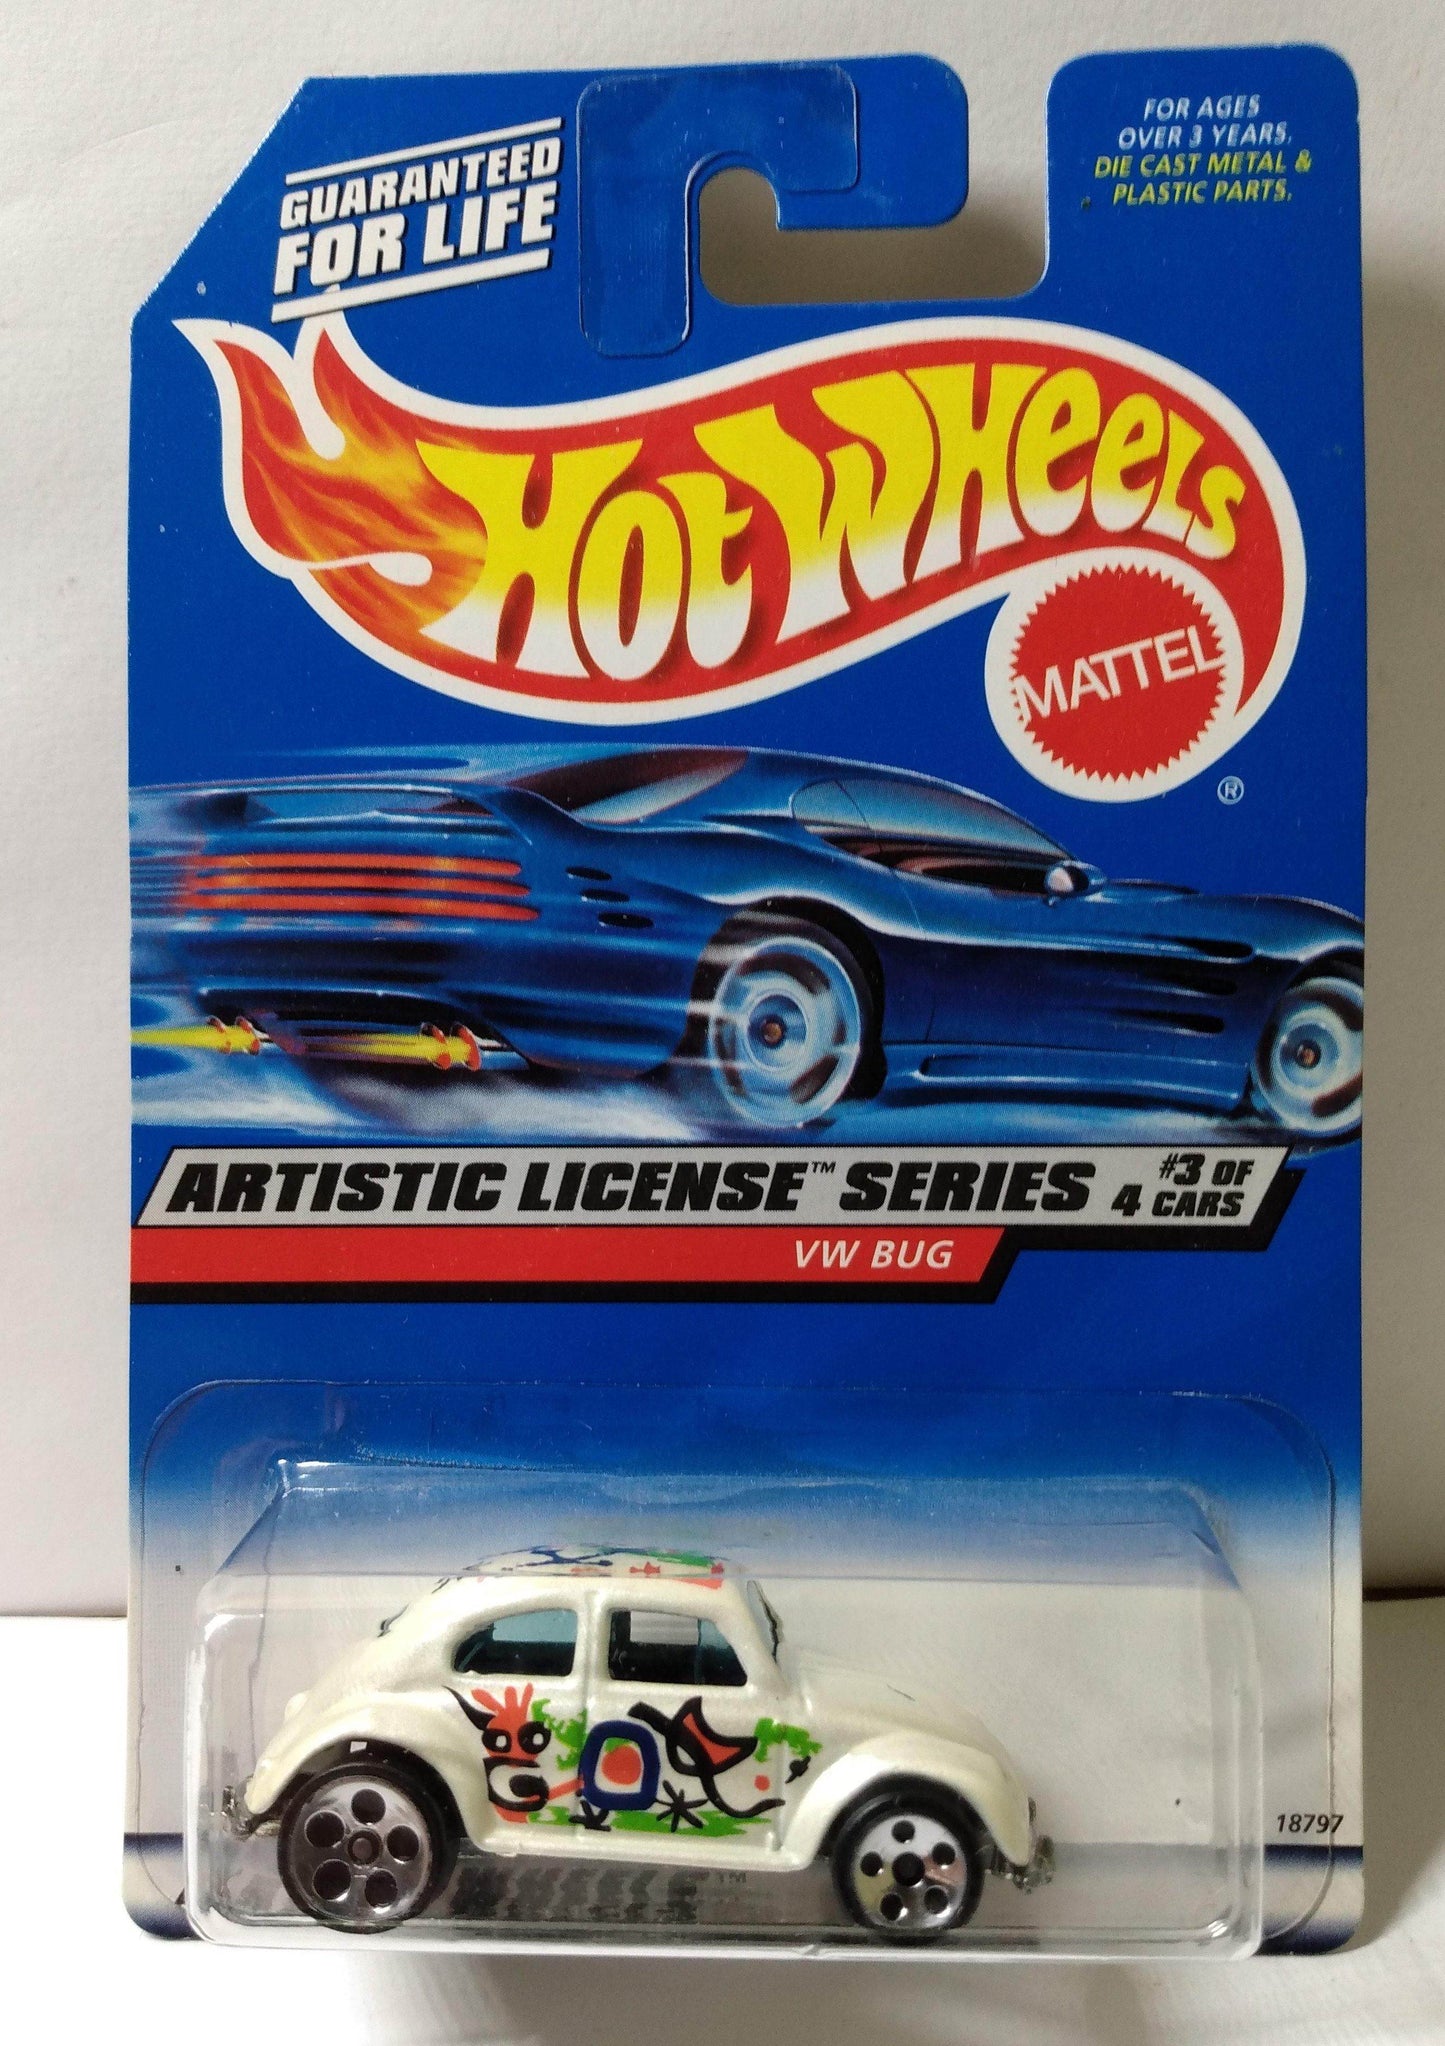 GUARANTEED
FOR LIFE
FOR AGES
OVER 3 YEARS.
DIE CAST METAL &
PLASTIC PARTS.
HOT WHEELS
MATTEL
®
ARTISTIC LICENSE™ SERIES #3 OF
4 CARS
VW BUG
18797
WHEELS™